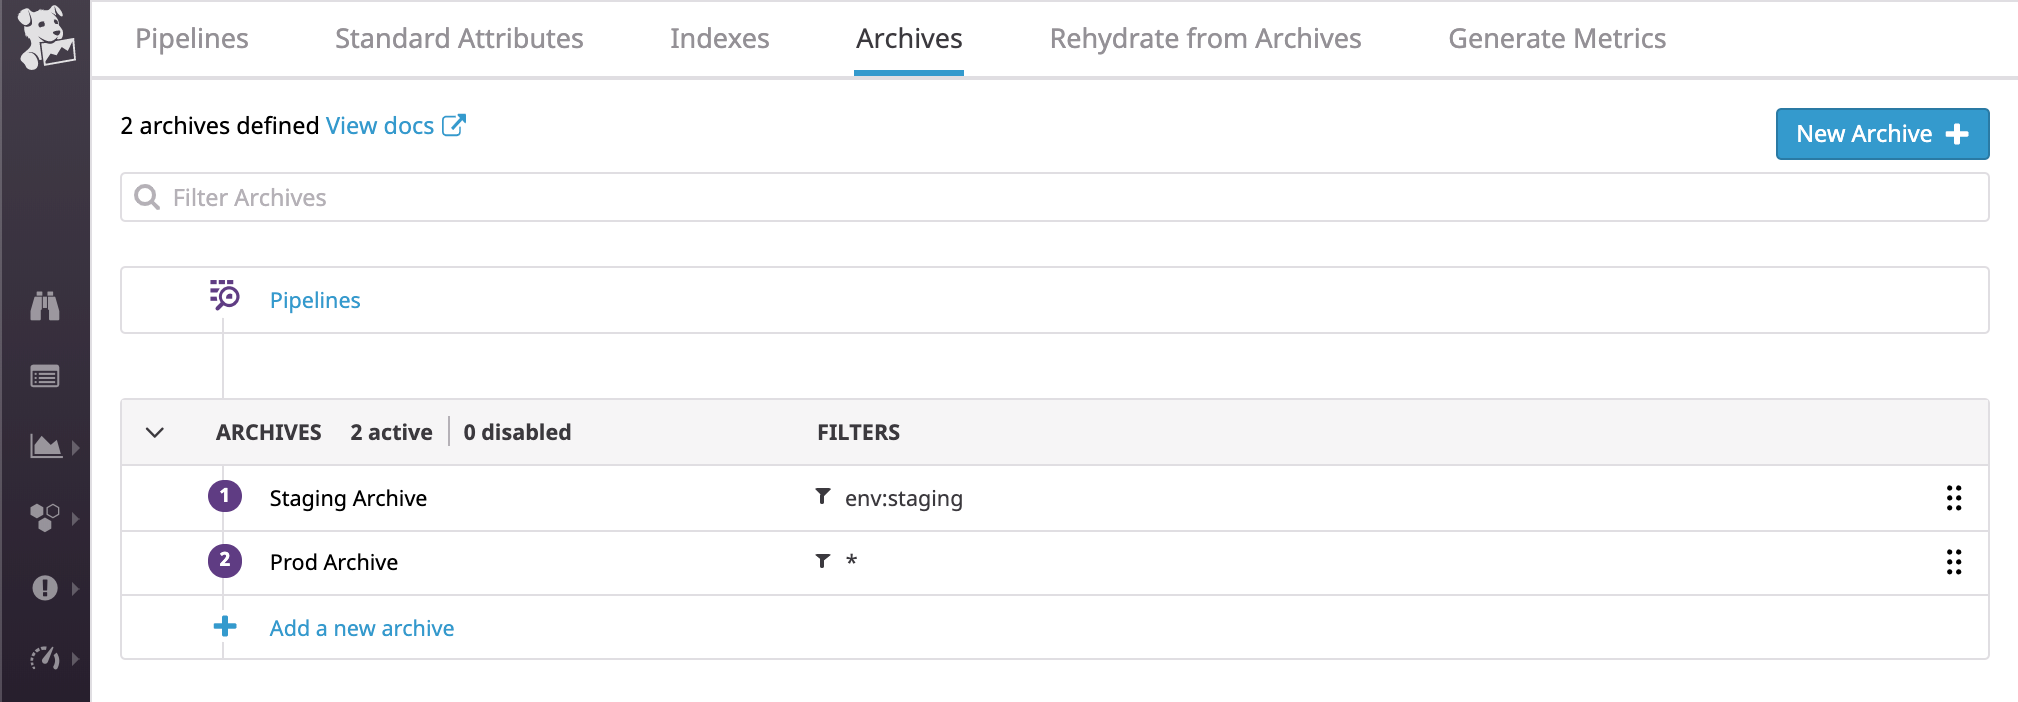 Pipelines Standard Attributes Indexes Archives Rehydrate from Archives Generate Metrics
2 archives defined View docs
New Archive
Filter Archives
Pipelines
ARCHIVES 2 active 0 disabled FILTERS
1 Staging Archive env:staging
2 Prod Archive *
Add a new archive